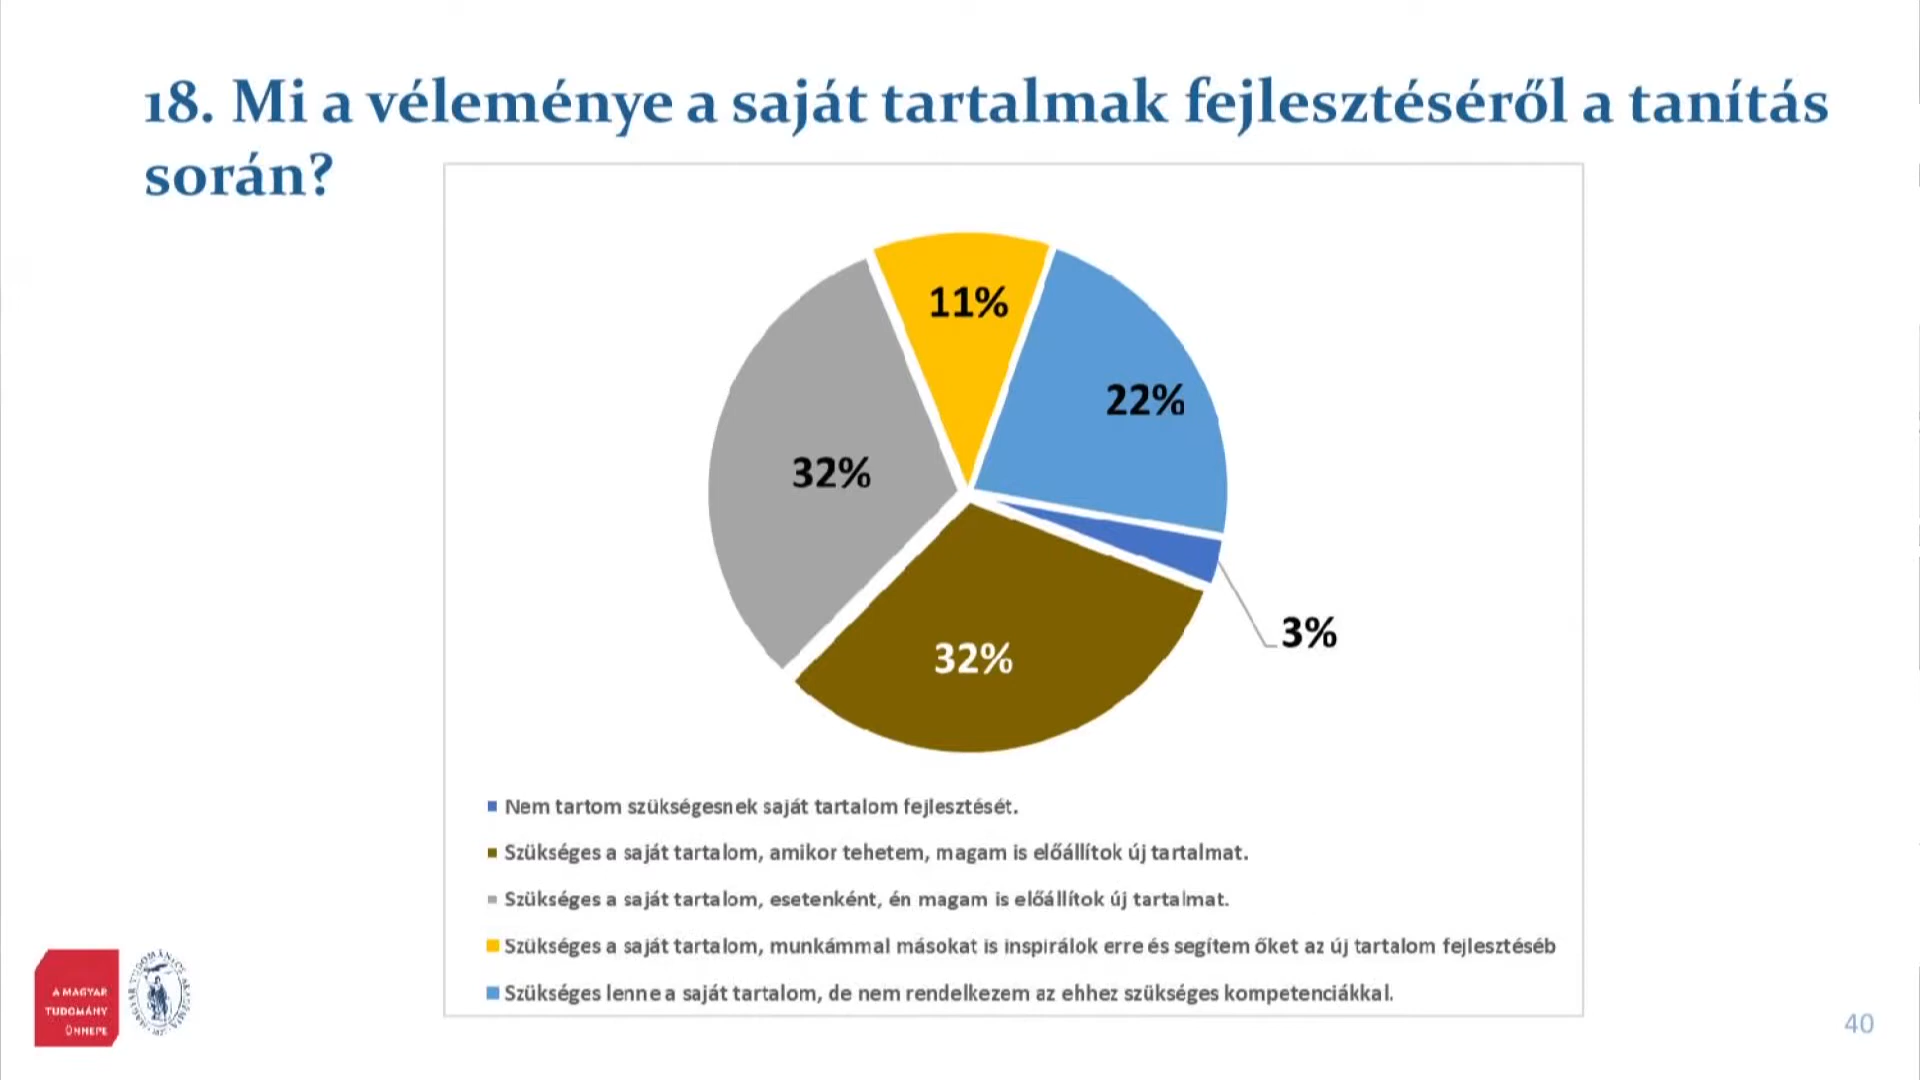 18. Mi a véleménye a saját tartalmak fejlesztéséről a tanítás
során?
11%
22%
32%
3%
32%
Nem tartom szükségesnek saját tartalom fejlesztését.
Szükséges a saját tartalom, amikor tehetem, magam is előállítok új tartalmat.
Szükséges a saját tartalom, esetenként, én magam is előállítok új tartalmat.
Szükséges a saját tartalom, munkámmal másokat is inspirálok erre és segítem őket az új tartalom fejlesztéséb
Szükséges lenne a saját tartalom, de nem rendelkezem az ehhez szükséges kompetenciákkal.
A MAGYAR
TUDOMÁNY
ÜNNEPE
40